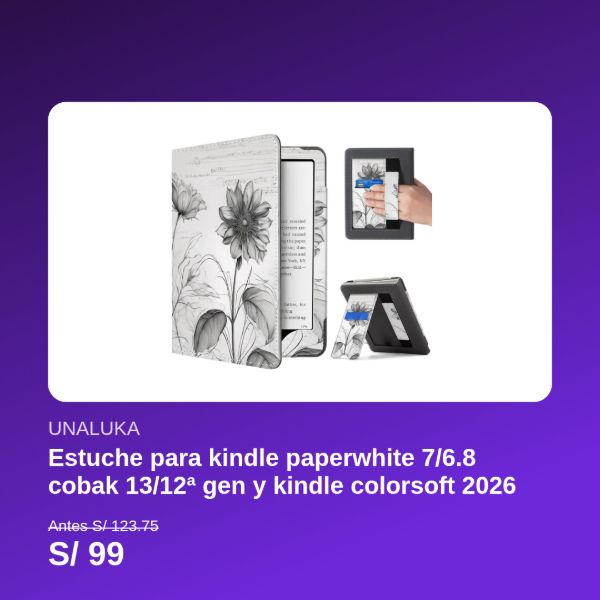 UNALUKA
Estuche para kindle paperwhite 7/6.8
cobak 13/12ª gen y kindle colorsoft 2026
Antes S/ 123.75
S/ 99